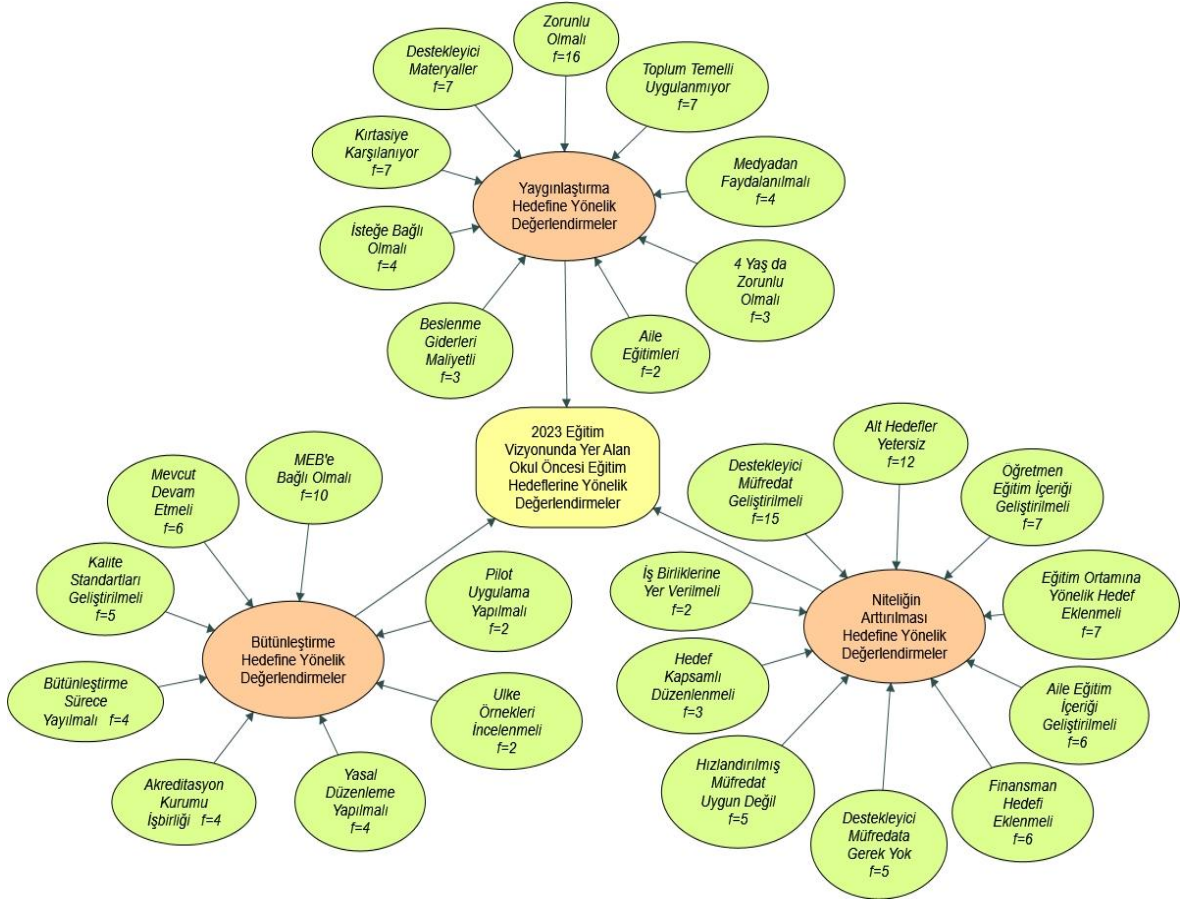 Zorunlu
Olmalı
f=16
Destekleyici
Materyaller
f=7
Toplum Temelli
Uygulanmıyor
f=7
Kırtasiye
Karşılanıyor
f=7
Medyadan
Faydalanılmalı
f=4
Yaygınlaştırma
Hedefine Yönelik
Değerlendirmeler
İsteğe Bağlı
Olmalı
f=4
4 Yaş da
Zorunlu
Olmalı
f=3
Beslenme
Giderleri
Maliyetli
f=3
Aile
Eğitimleri
f=2
2023 Eğitim
Vizyonunda Yer Alan
Okul Öncesi Eğitim
Hedeflerine Yönelik
Değerlendirmeler
MEB'e
Bağlı Olmalı
f=10
Mevcut
Devam
Etmeli
f=6
Kalite
Standartları
Geliştirilmeli
f=5
Pilot
Uygulama
Yapılmalı
f=2
Bütünleştirme
Hedefine Yönelik
Değerlendirmeler
Bütünleştirme
Sürece
Yayılmalı f=4
Ulke
Örnekleri
İncelenmeli
f=2
Akreditasyon
Kurumu
İşbirliği f=4
Yasal
Düzenleme
Yapılmalı
f=4
Alt Hedefler
Yetersiz
f=12
Destekleyici
Müfredat
Geliştirilmeli
f=15
Öğretmen
Eğitim İçeriği
Geliştirilmeli
f=7
İş Birliklerine
Yer Verilmeli
f=2
Eğitim Ortamına
Yönelik Hedef
Eklenmeli
f=7
Niteliğin
Arttırılması
Hedefine Yönelik
Değerlendirmeler
Hedef
Kapsamlı
Düzenlenmeli
f=3
Aile Eğitim
İçeriği
Geliştirilmeli
f=6
Hızlandırılmış
Müfredat
Uygun Değil
f=5
Finansman
Hedefi
Eklenmeli
f=6
Destekleyici
Müfredata
Gerek Yok
f=5